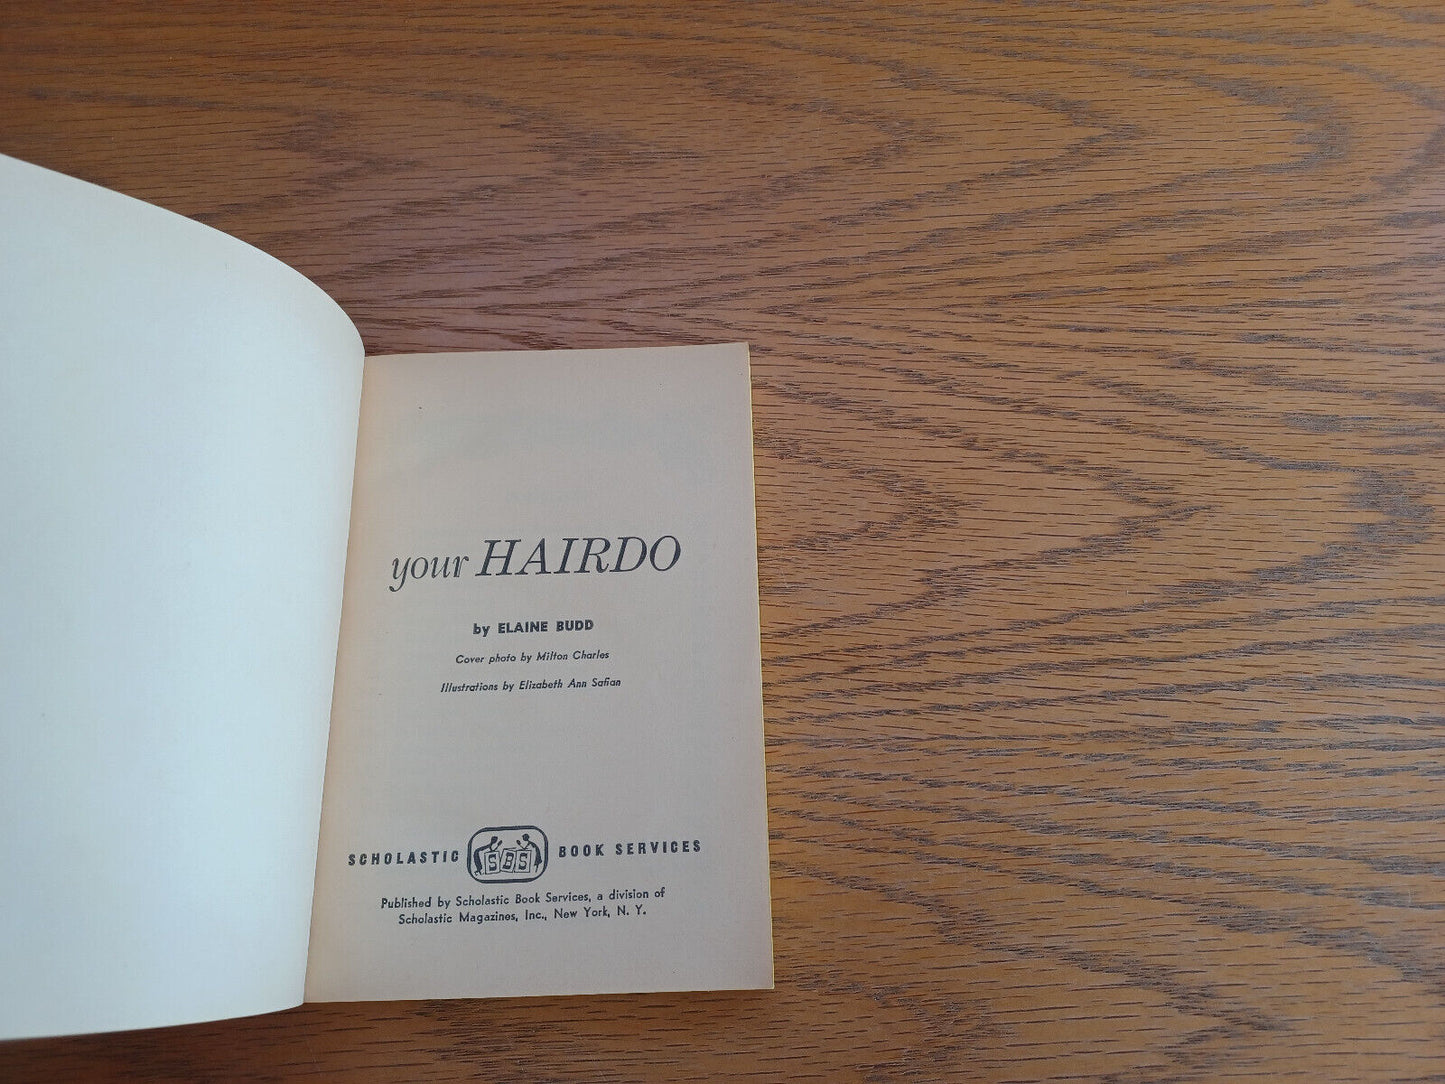 your HAIRDO
by ELAINE BUDD
Cover photo by Milton Charles
Illustrations by Elizabeth Ann Safian
SCHOLASTIC SBS BOOK SERVICES
Published by Scholastic Book Services, a division of
Scholastic Magazines, Inc., New York, N. Y.